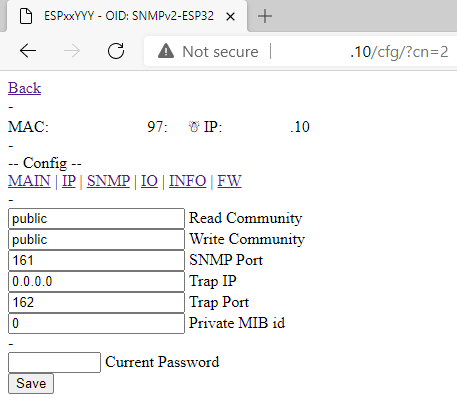 ESPxxYYY - OID: SNMPv2-ESP32
Not secure | .10/cfg/?cn=2
Back
-
MAC: 97: ☃ IP: .10
-
-- Config --
MAIN | IP | SNMP | IO | INFO | FW
-
public Read Community
public Write Community
161 SNMP Port
0.0.0.0 Trap IP
162 Trap Port
0 Private MIB id
-
Current Password
Save